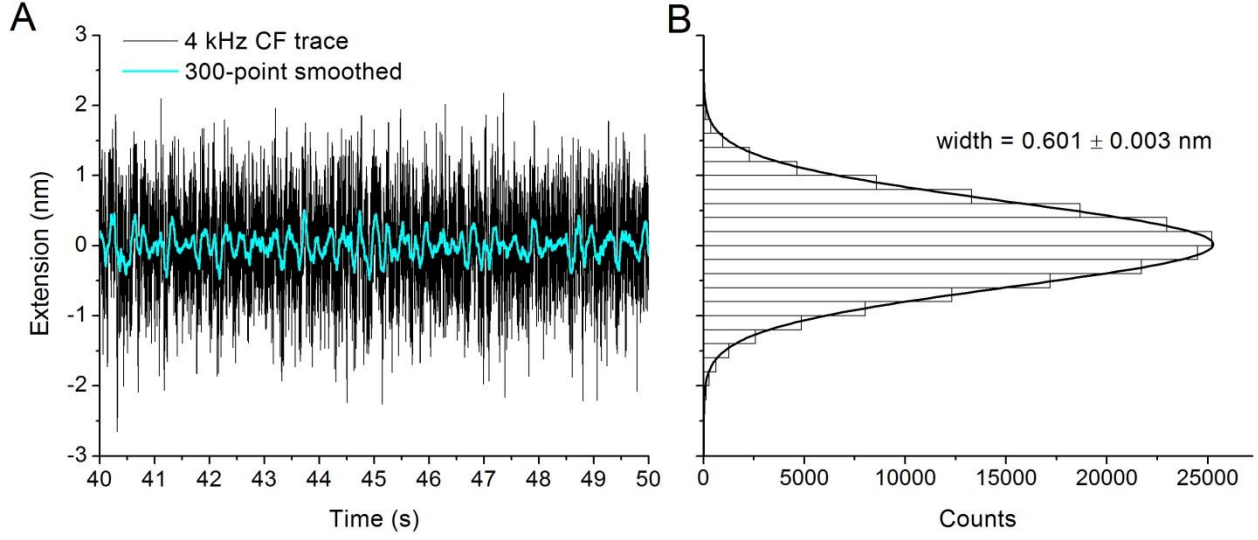 A
4 kHz CF trace
300-point smoothed
3
2
1
0
-1
-2
-3
Extension (nm)
40 41 42 43 44 45 46 47 48 49 50
Time (s)
B
width = 0.601 ± 0.003 nm
0 5000 10000 15000 20000 25000
Counts